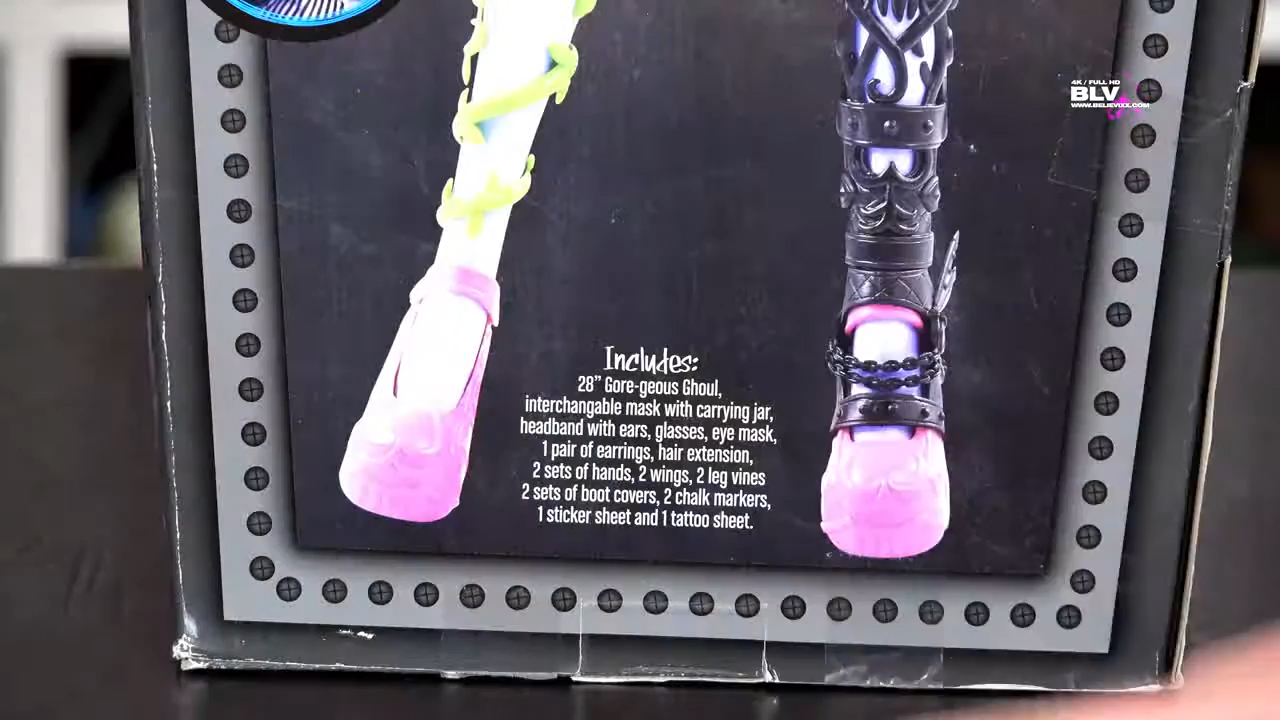 4K / FULL HD
BLV
WWW.BELIEVIXX.COM
Includes:
28” Gore-geous Ghoul,
interchangable mask with carrying jar,
headband with ears, glasses, eye mask,
1 pair of earrings, hair extension,
2 sets of hands, 2 wings, 2 leg vines
2 sets of boot covers, 2 chalk markers,
1 sticker sheet and 1 tattoo sheet.